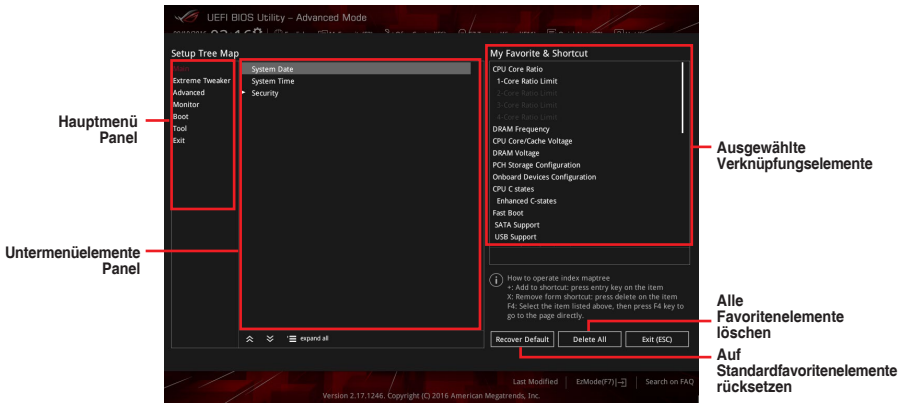 UEFI BIOS Utility – Advanced Mode
Setup Tree Map
Main
Extreme Tweaker
Advanced
Monitor
Boot
Tool
Exit
System Date
System Time
Security
expand all
My Favorite & Shortcut
CPU Core Ratio
1-Core Ratio Limit
2-Core Ratio Limit
3-Core Ratio Limit
4-Core Ratio Limit
DRAM Frequency
CPU Core/Cache Voltage
DRAM Voltage
PCH Storage Configuration
Onboard Devices Configuration
CPU C states
Enhanced C-states
Fast Boot
SATA Support
USB Support
How to operate index maptree
+: Add to shortcut: press entry key on the item
X: Remove form shortcut: press delete on the item
F4: Select the item listed above, then press F4 key to
go to the page directly.
Recover Default
Delete All
Exit (ESC)
Last Modified
EzMode(F7)
Search on FAQ
Version 2.17.1246. Copyright (C) 2016 American Megatrends, Inc.
Hauptmenü
Panel
Untermenüelemente
Panel
Ausgewählte
Verknüpfungselemente
Alle
Favoritenelemente
löschen
Auf
Standardfavoritenelemente
rücksetzen